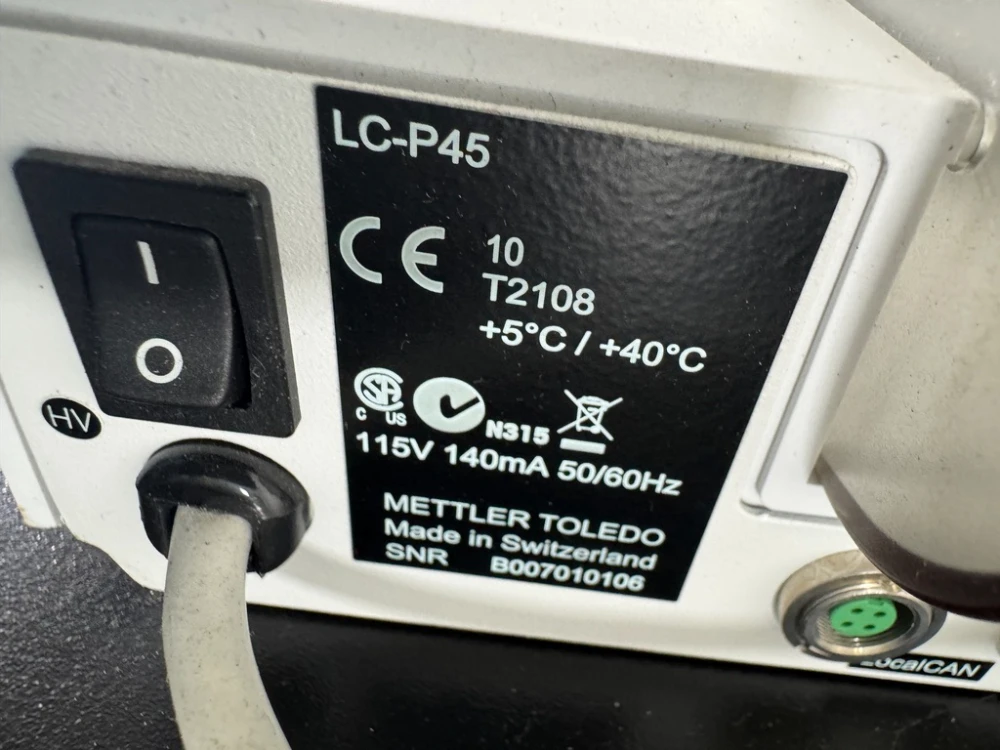 LC-P45
CE 10
T2108
+5°C / +40°C
SA
C US
N315
115V 140mA 50/60Hz
METTLER TOLEDO
Made in Switzerland
SNR B007010106
I
O
HV
LocalCAN